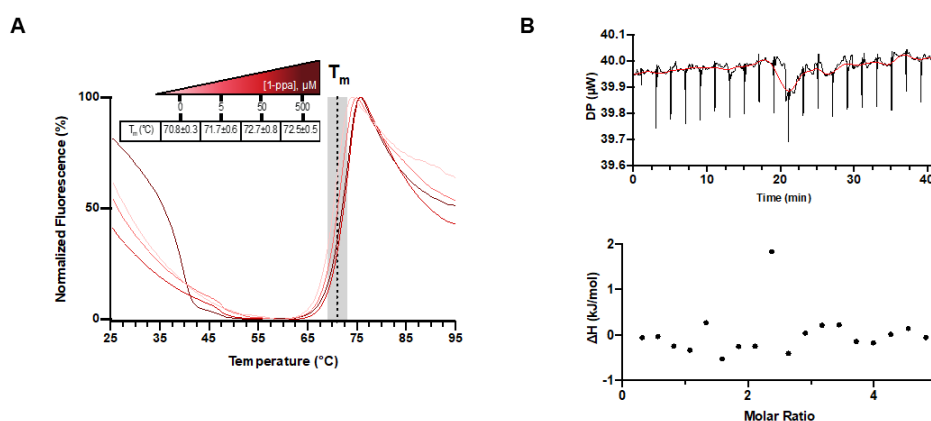 A
[1-ppa], µM
0 5 50 500
Tm (°C) 70.8±0.3 71.7±0.6 72.7±0.8 72.5±0.5
Tm
100
50
0
Normalized Fluorescence (%)
25 35 45 55 65 75 85 95
Temperature (°C)
B
40.1
40.0
39.9
39.8
39.7
39.6
DP (µW)
0 10 20 30 40
Time (min)
2
1
0
-1
ΔH (kJ/mol)
0 2 4
Molar Ratio